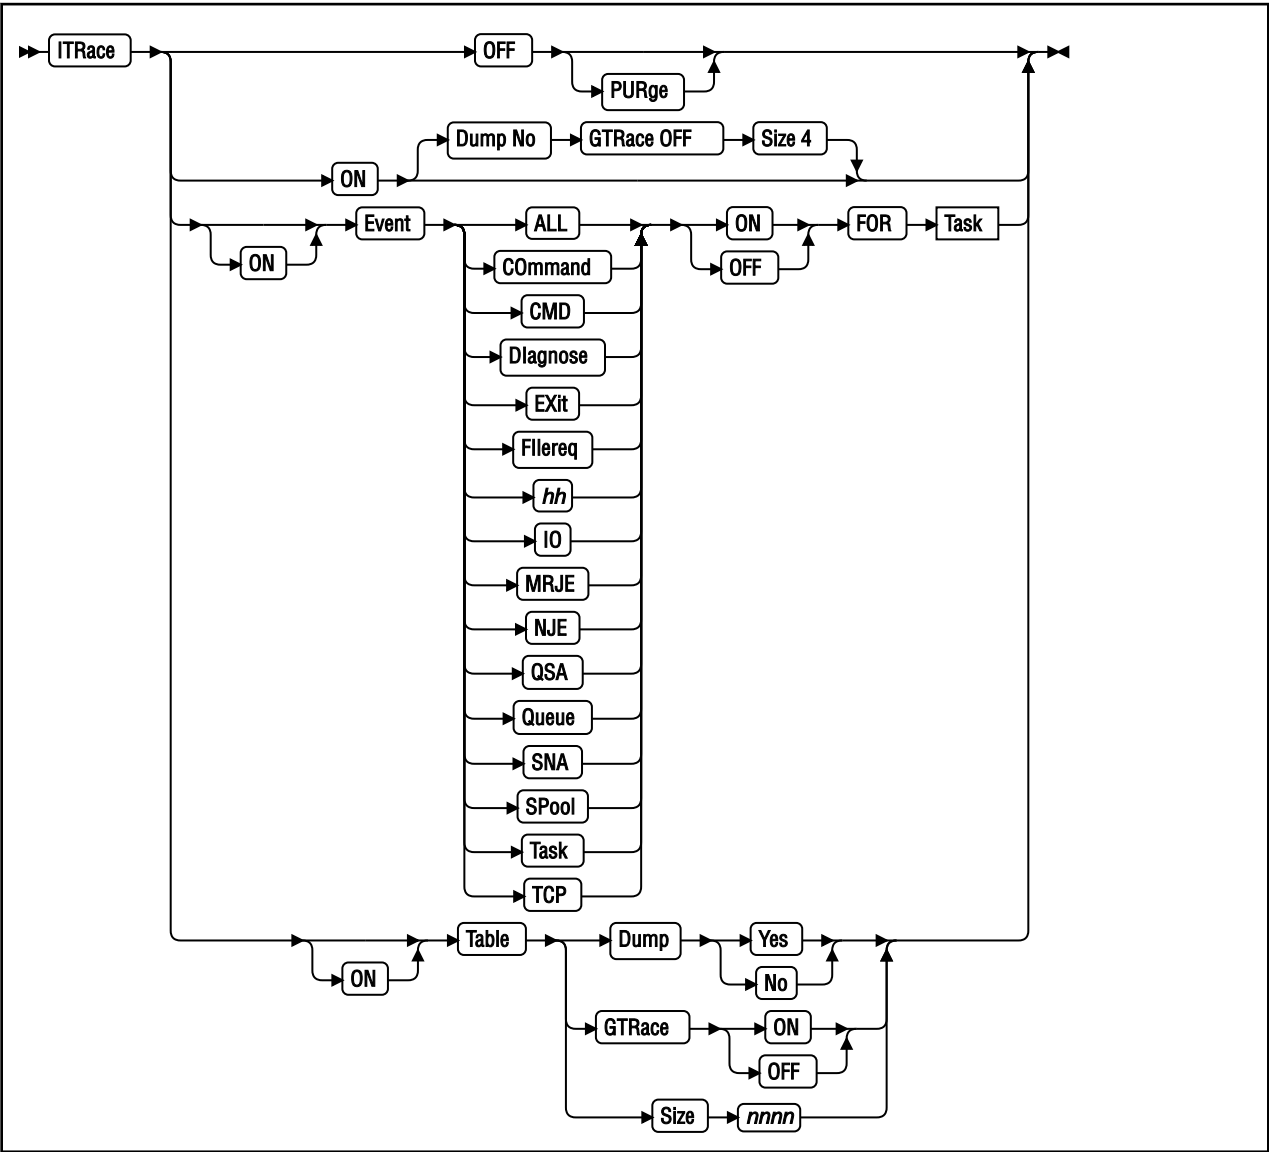 ITRace
OFF
PURge
Dump No
GTRace OFF
Size 4
ON
Event
ALL
ON
FOR
Task
ON
COmmand
OFF
CMD
DIagnose
EXit
FIlereq
hh
IO
MRJE
NJE
QSA
Queue
SNA
SPool
Task
TCP
Table
Dump
Yes
ON
No
GTRace
ON
OFF
Size
nnnn